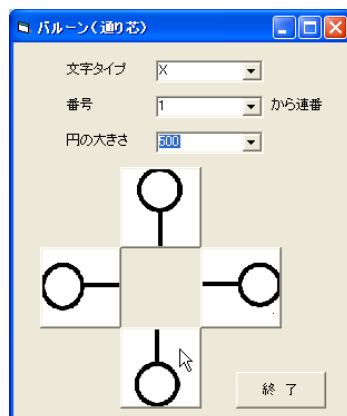 バルーン(通り芯)
文字タイプ X
番号 1 から連番
円の大きさ 500
終 了